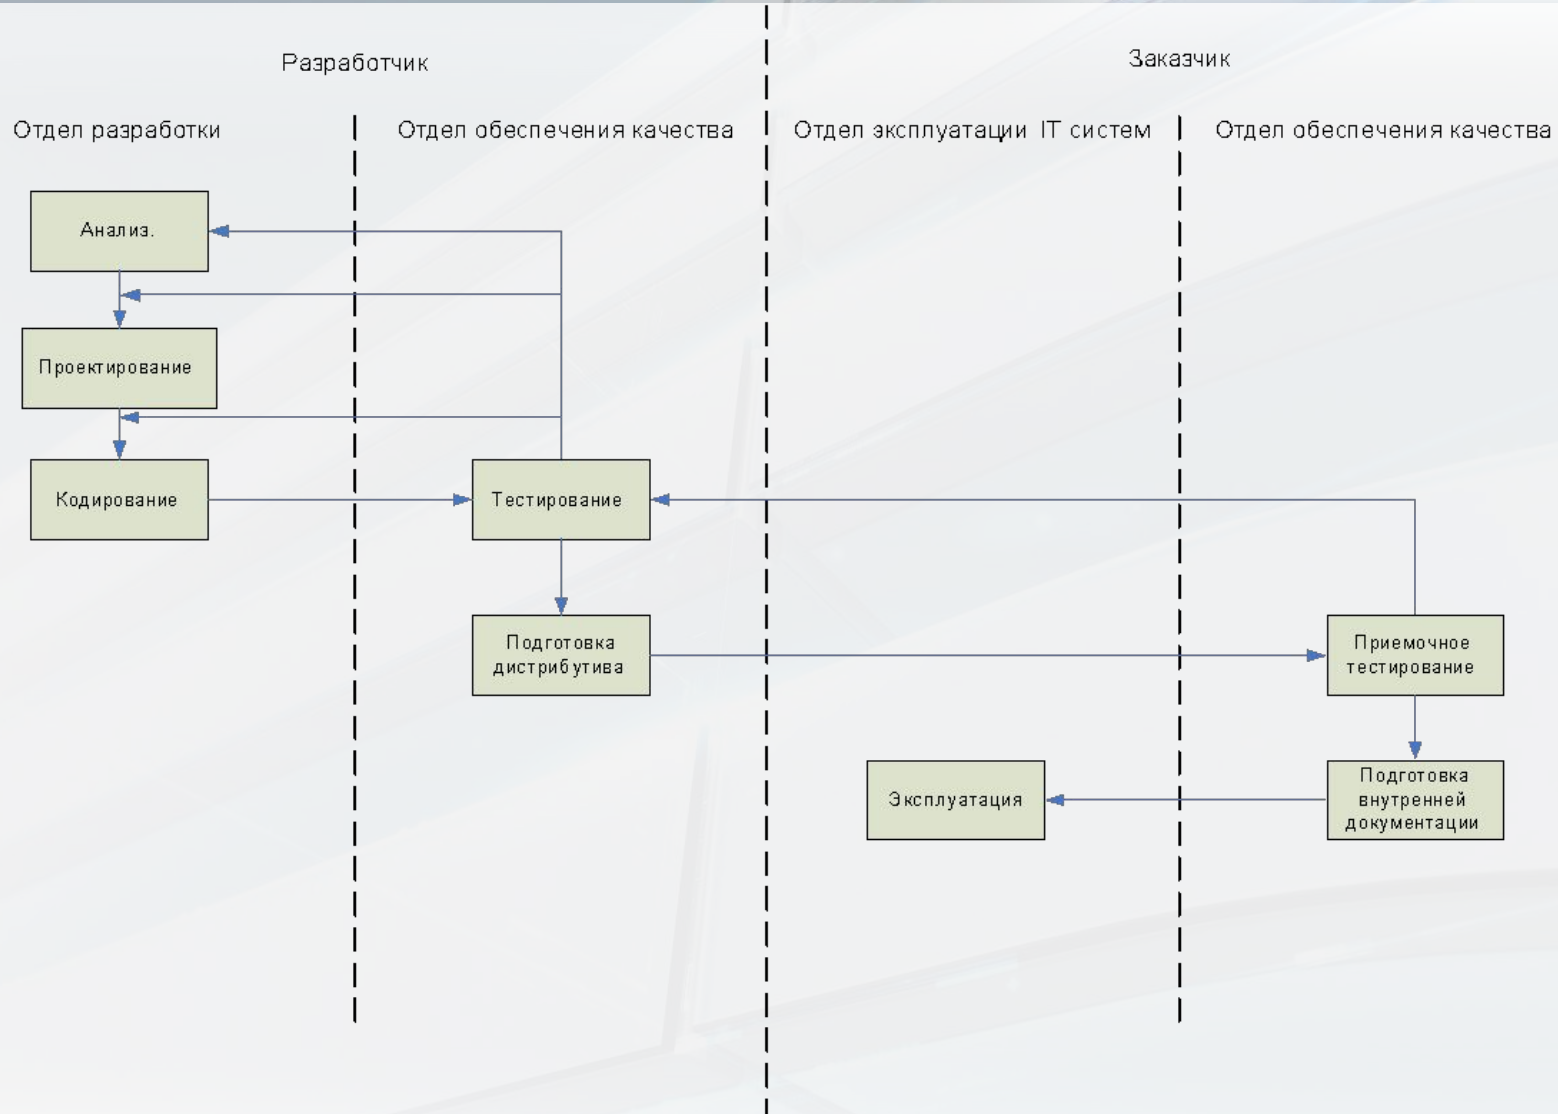 Разработчик
Заказчик
Отдел разработки
Отдел обеспечения качества
Отдел эксплуатации IT систем
Отдел обеспечения качества
Анализ.
Проектирование
Кодирование
Тестирование
Подготовка
дистрибутива
Приемочное
тестирование
Эксплуатация
Подготовка
внутренней
документации